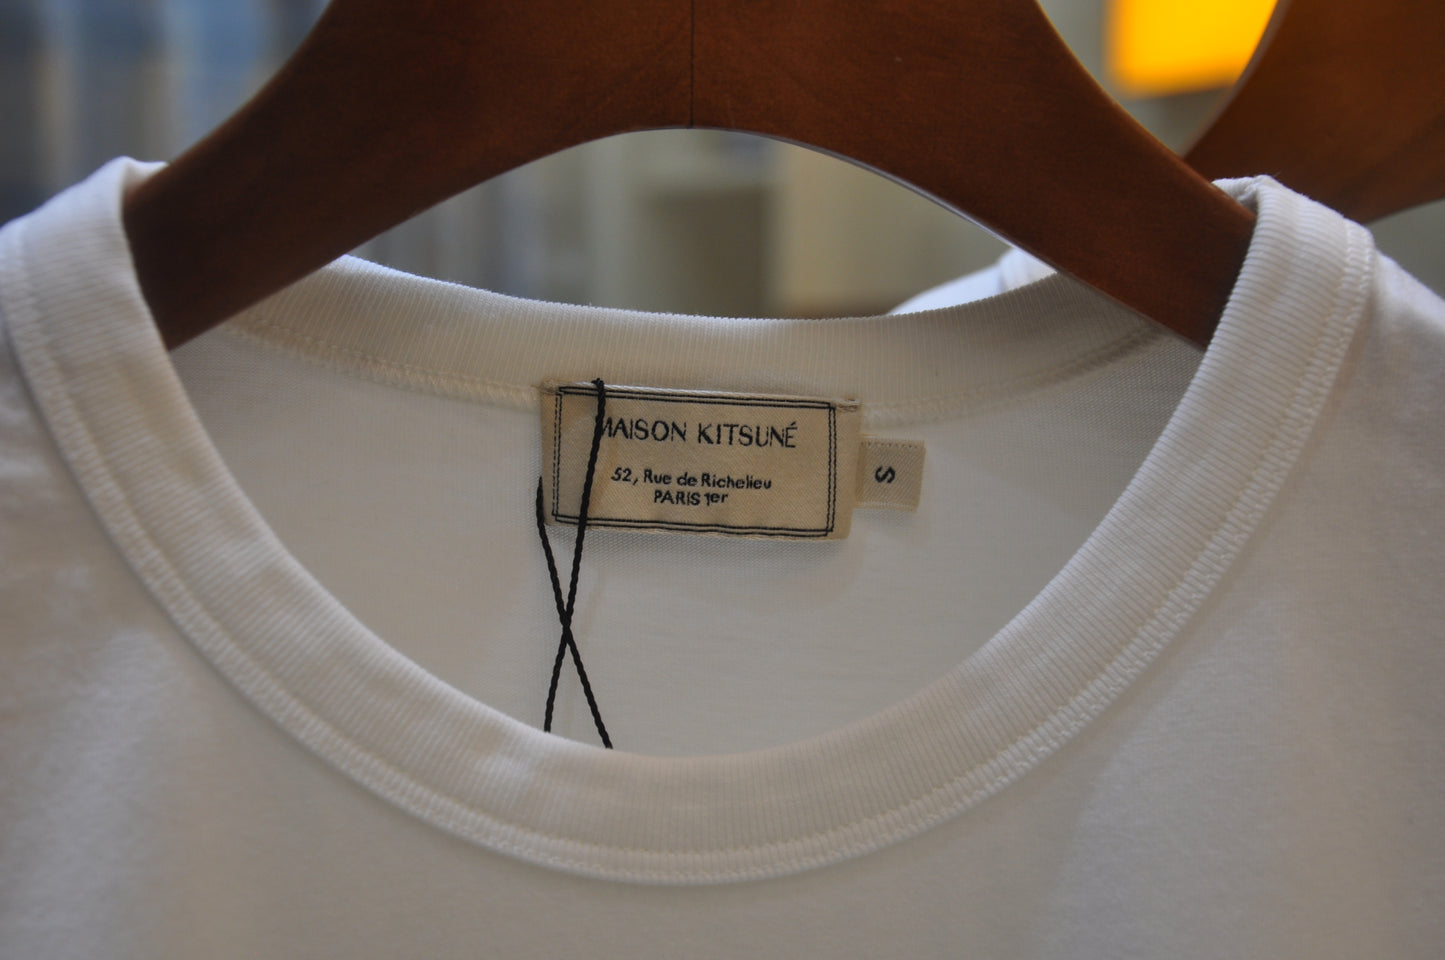 MAISON KITSUNÉ
52, Rue de Richelieu
PARIS 1er
S